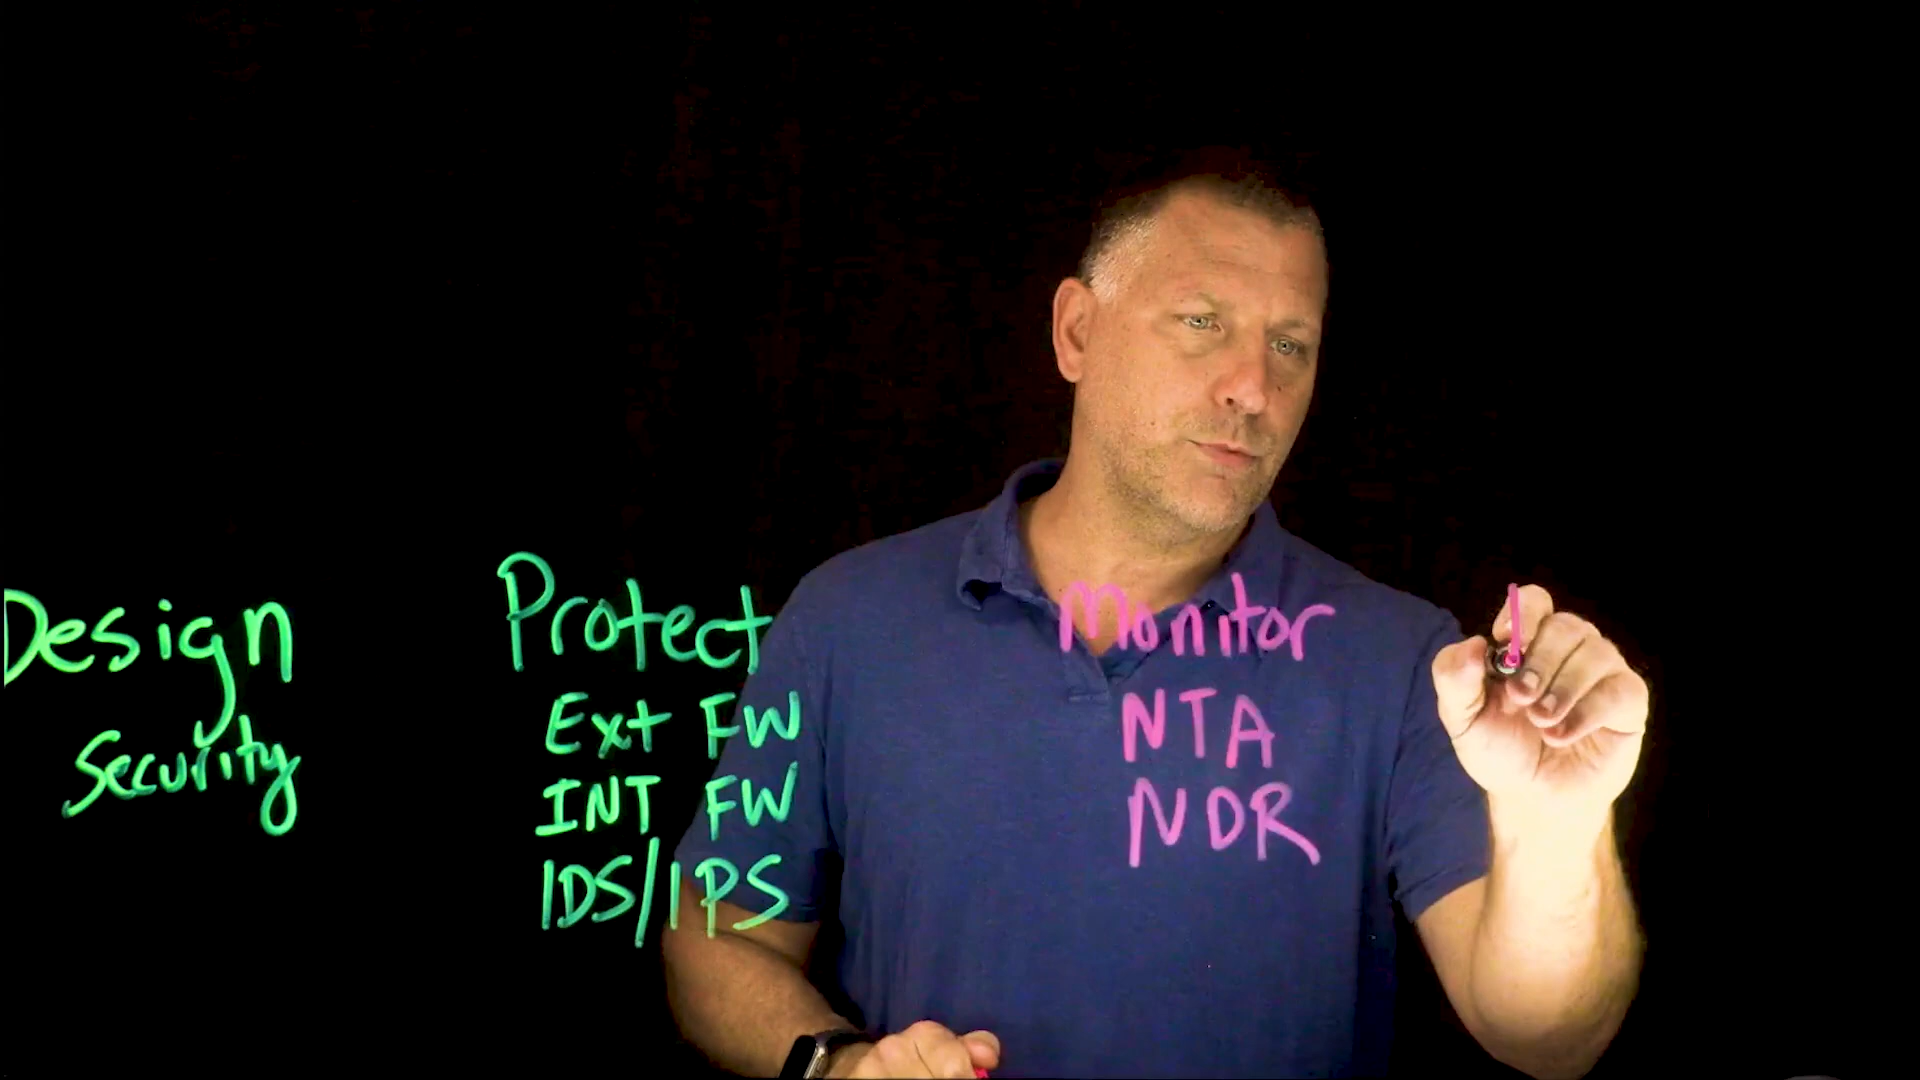 Design
Security
Protect
Ext FW
INT FW
IDS/IPS
Monitor
NTA
NDR